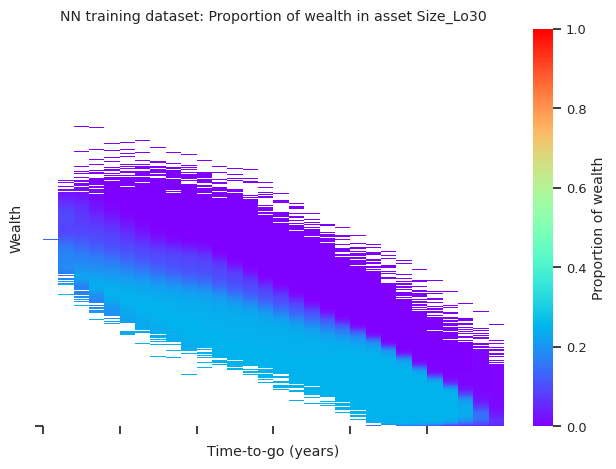 NN training dataset: Proportion of wealth in asset Size_Lo30
Wealth
Time-to-go (years)
1.0
0.8
0.6
0.4
0.2
0.0
Proportion of wealth